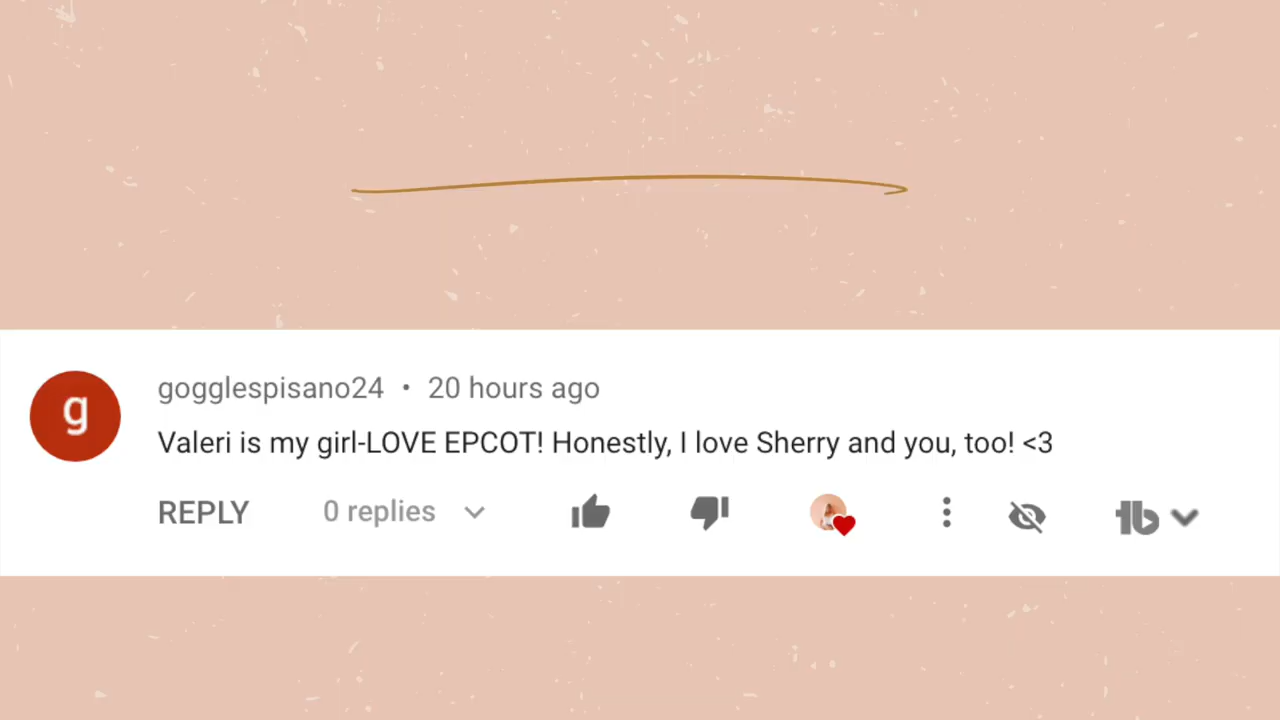 g
gogglespisano24 • 20 hours ago
Valeri is my girl-LOVE EPCOT! Honestly, I love Sherry and you, too! <3
REPLY 0 replies
tb